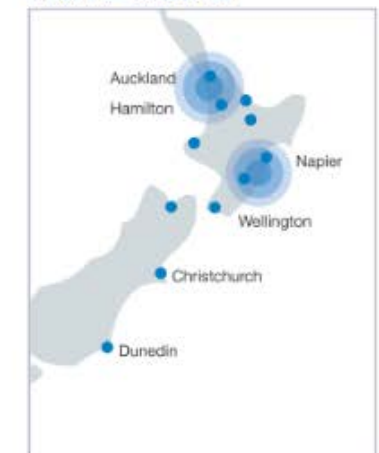 Auckland
Hamilton
Napier
Wellington
Christchurch
Dunedin